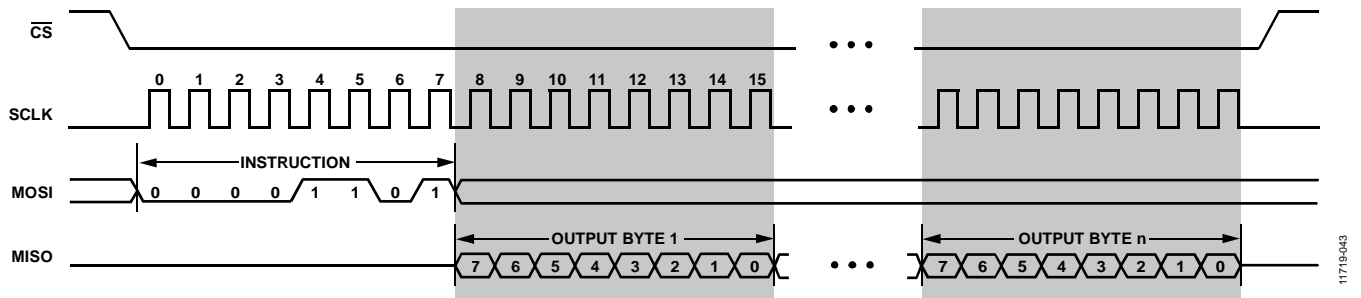 CS
0 1 2 3 4 5 6 7 8 9 10 11 12 13 14 15
SCLK
INSTRUCTION
MOSI
0 0 0 0 1 1 0 1
OUTPUT BYTE 1
OUTPUT BYTE n
MISO
7 6 5 4 3 2 1 0 7 6 5 4 3 2 1 0
11719-043